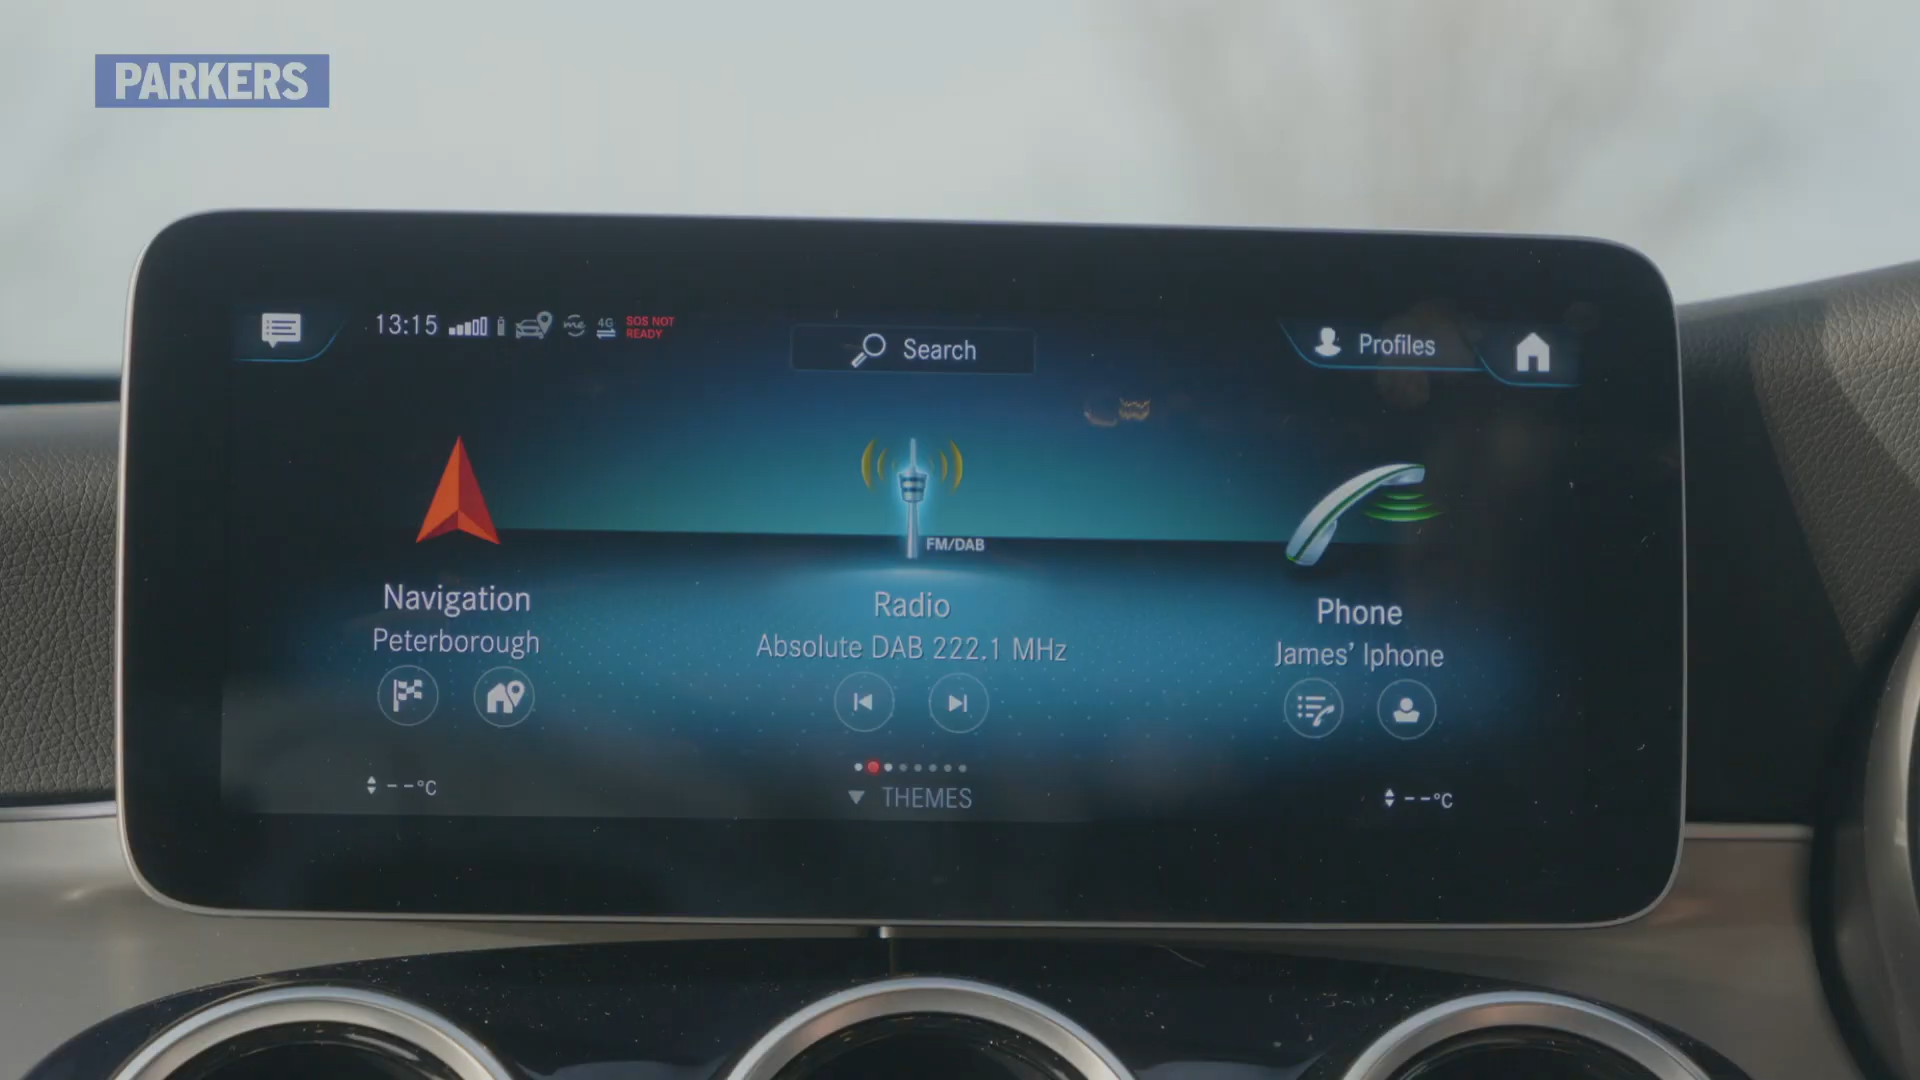 PARKERS
13:15
me
4G
SOS NOT
READY
Search
Profiles
FM/DAB
Navigation
Peterborough
Radio
Absolute DAB 222.1 MHz
Phone
James' Iphone
--°C
THEMES
--°C